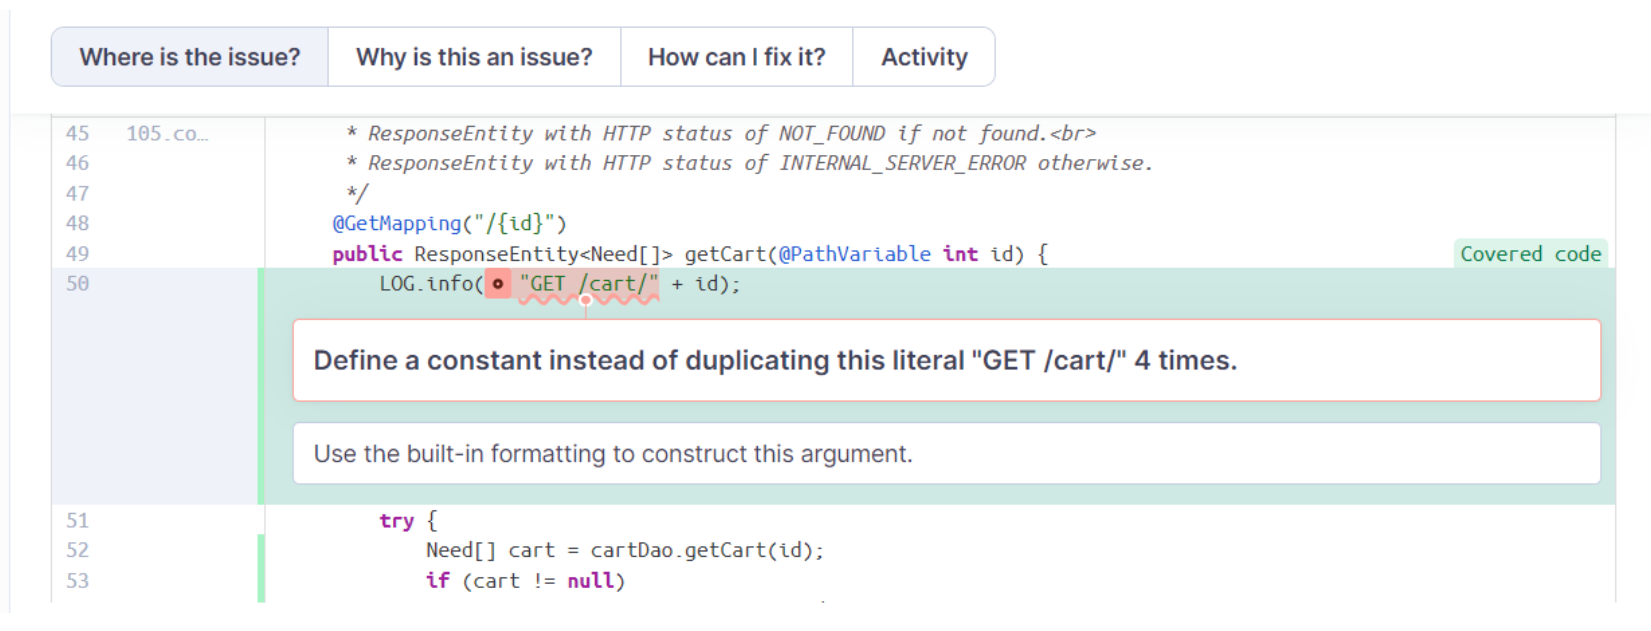 Where is the issue? Why is this an issue? How can I fix it? Activity
45 105.co… * ResponseEntity with HTTP status of NOT_FOUND if not found.<br>
46 * ResponseEntity with HTTP status of INTERNAL_SERVER_ERROR otherwise.
47 */
48 @GetMapping("/{id}")
49 public ResponseEntity<Need[]> getCart(@PathVariable int id) { Covered code
50 LOG.info( "GET /cart/" + id);
Define a constant instead of duplicating this literal "GET /cart/" 4 times.
Use the built-in formatting to construct this argument.
51 try {
52 Need[] cart = cartDao.getCart(id);
53 if (cart != null)